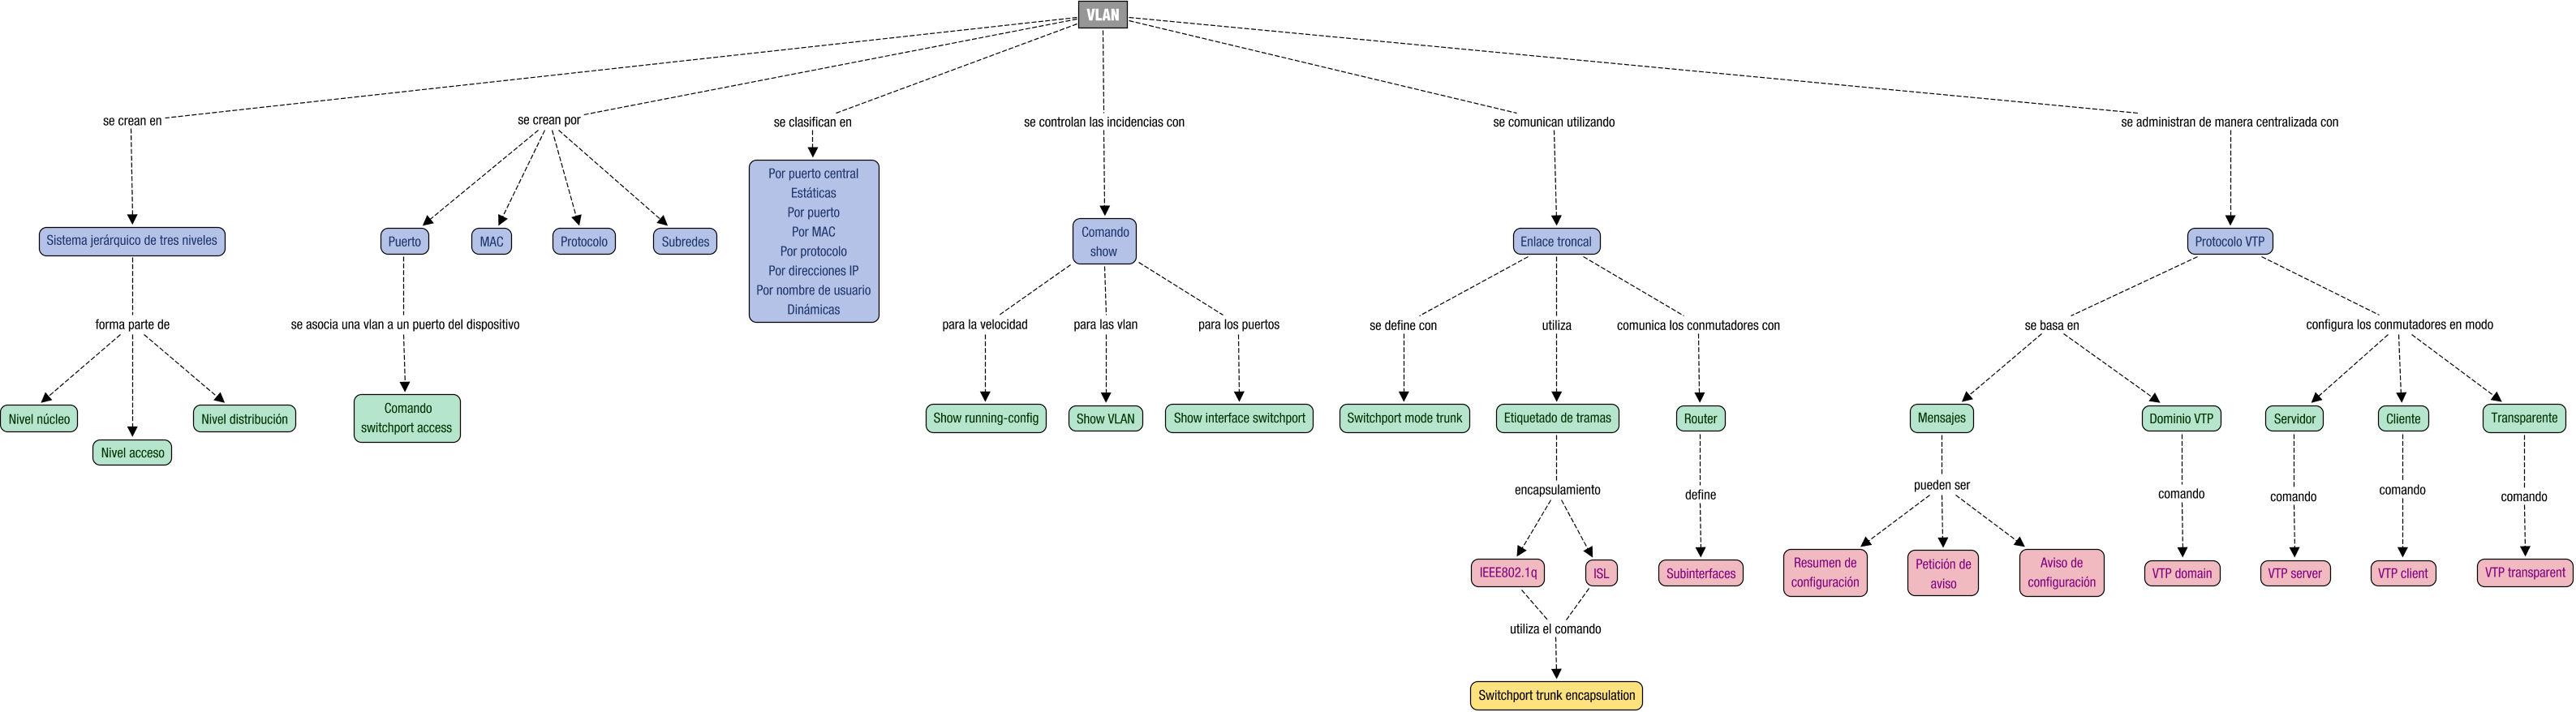 VLAN
se crean en
se crean por
se clasifican en
se controlan las incidencias con
se comunican utilizando
se administran de manera centralizada con
Sistema jerárquico de tres niveles
Puerto
MAC
Protocolo
Subredes
Por puerto central
Estáticas
Por puerto
Por MAC
Por protocolo
Por direcciones IP
Por nombre de usuario
Dinámicas
Comando
show
Enlace troncal
Protocolo VTP
forma parte de
se asocia una vlan a un puerto del dispositivo
para la velocidad
para las vlan
para los puertos
se define con
utiliza
comunica los conmutadores con
se basa en
configura los conmutadores en modo
Nivel núcleo
Nivel acceso
Nivel distribución
Comando
switchport access
Show running-config
Show VLAN
Show interface switchport
Switchport mode trunk
Etiquetado de tramas
Router
Mensajes
Dominio VTP
Servidor
Cliente
Transparente
encapsulamiento
define
pueden ser
comando
comando
comando
comando
IEEE802.1q
ISL
Subinterfaces
Resumen de
configuración
Petición de
aviso
Aviso de
configuración
VTP domain
VTP server
VTP client
VTP transparent
utiliza el comando
Switchport trunk encapsulation